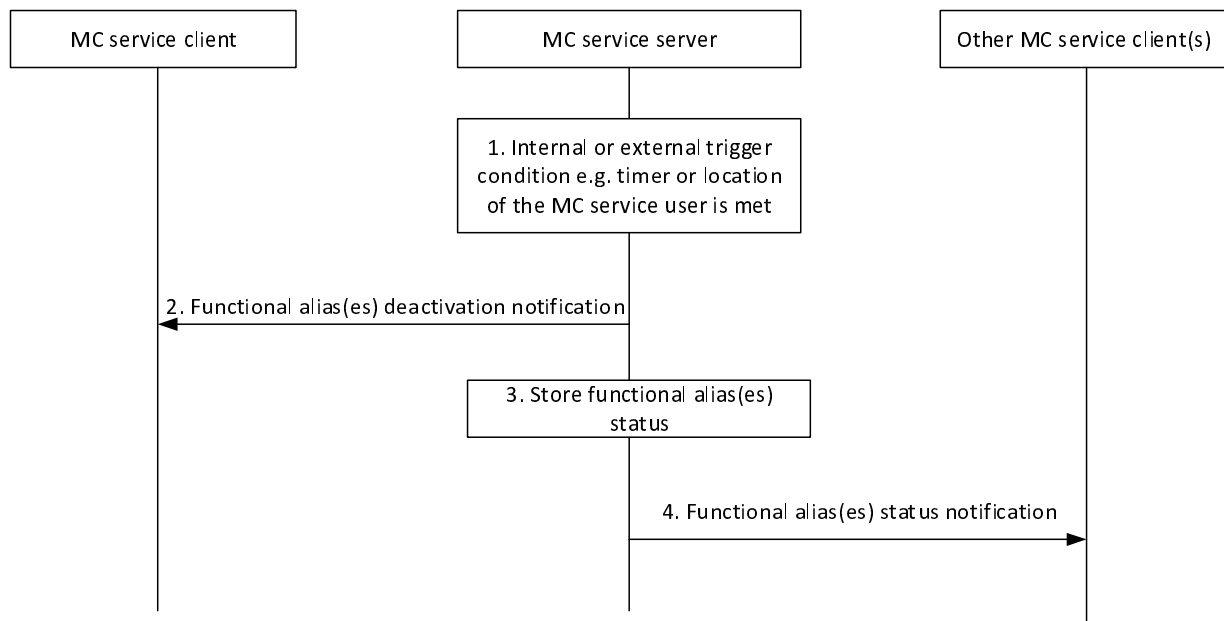 MC service client
MC service server
Other MC service client(s)
1. Internal or external trigger
condition e.g. timer or location
of the MC service user is met
2. Functional alias(es) deactivation notification
3. Store functional alias(es)
status
4. Functional alias(es) status notification